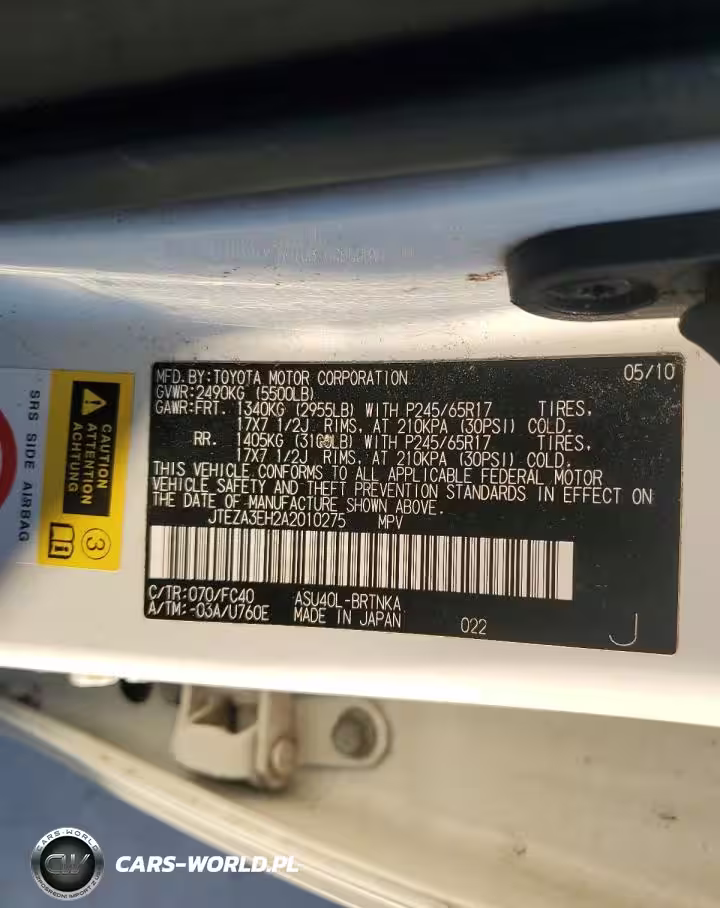 MFD.BY:TOYOTA MOTOR CORPORATION 05/10
GVWR:2490KG (5500LB)
GAWR:FRT. 1340KG (2955LB) WITH P245/65R17 TIRES,
17X7 1/2J RIMS, AT 210KPA (30PSI) COLD.
RR. 1405KG (3100LB) WITH P245/65R17 TIRES,
17X7 1/2J RIMS, AT 210KPA (30PSI) COLD.
THIS VEHICLE CONFORMS TO ALL APPLICABLE FEDERAL MOTOR
VEHICLE SAFETY AND THEFT PREVENTION STANDARDS IN EFFECT ON
THE DATE OF MANUFACTURE SHOWN ABOVE.
JTEZA3EH2A2010275 MPV
C/TR:070/FC40 ASU40L-BRTNKA
A/TM:-03A/U760E MADE IN JAPAN 022 J
SRS SIDE AIRBAG
CAUTION
ATTENTION
ACHTUNG
3
CARS-WORLD
CW
CARS-WORLD.PL